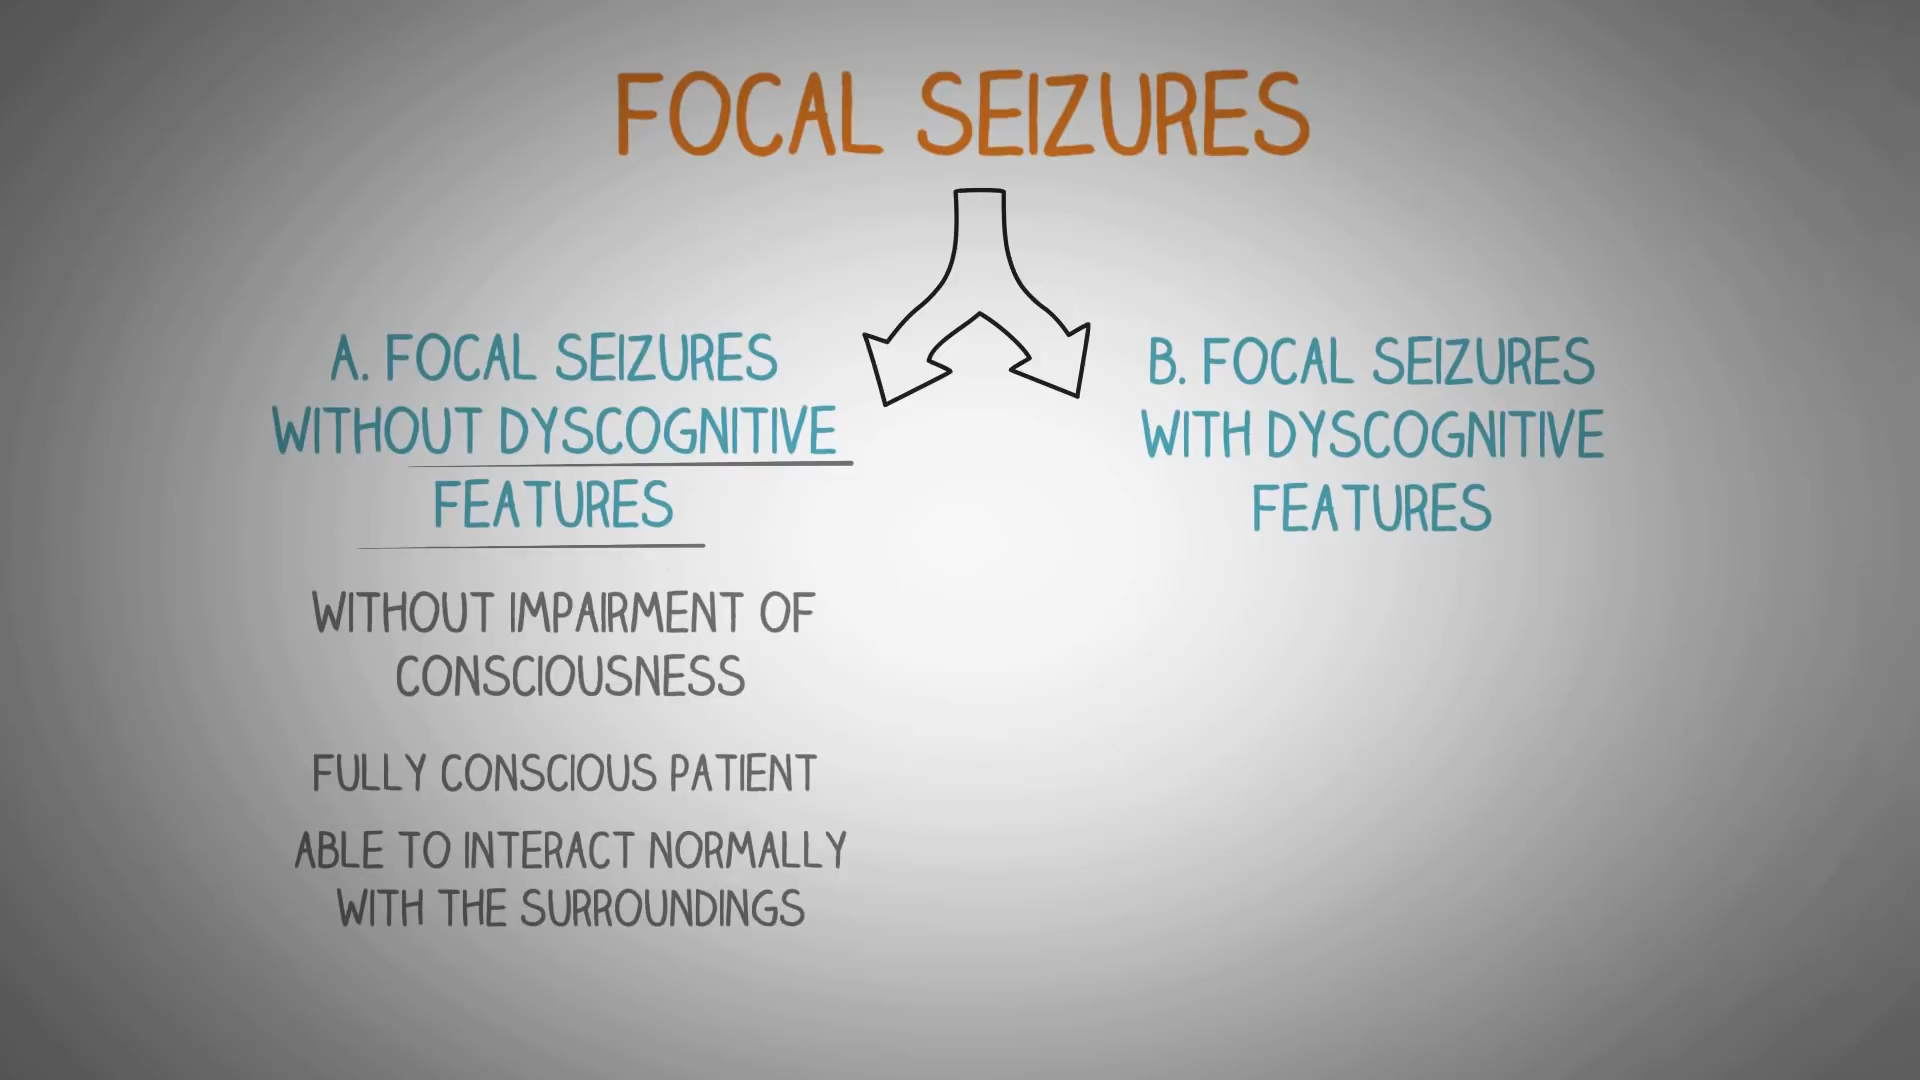 FOCAL SEIZURES
A. FOCAL SEIZURES
WITHOUT DYSCOGNITIVE
FEATURES
WITHOUT IMPAIRMENT OF
CONSCIOUSNESS
FULLY CONSCIOUS PATIENT
ABLE TO INTERACT NORMALLY
WITH THE SURROUNDINGS
B. FOCAL SEIZURES
WITH DYSCOGNITIVE
FEATURES